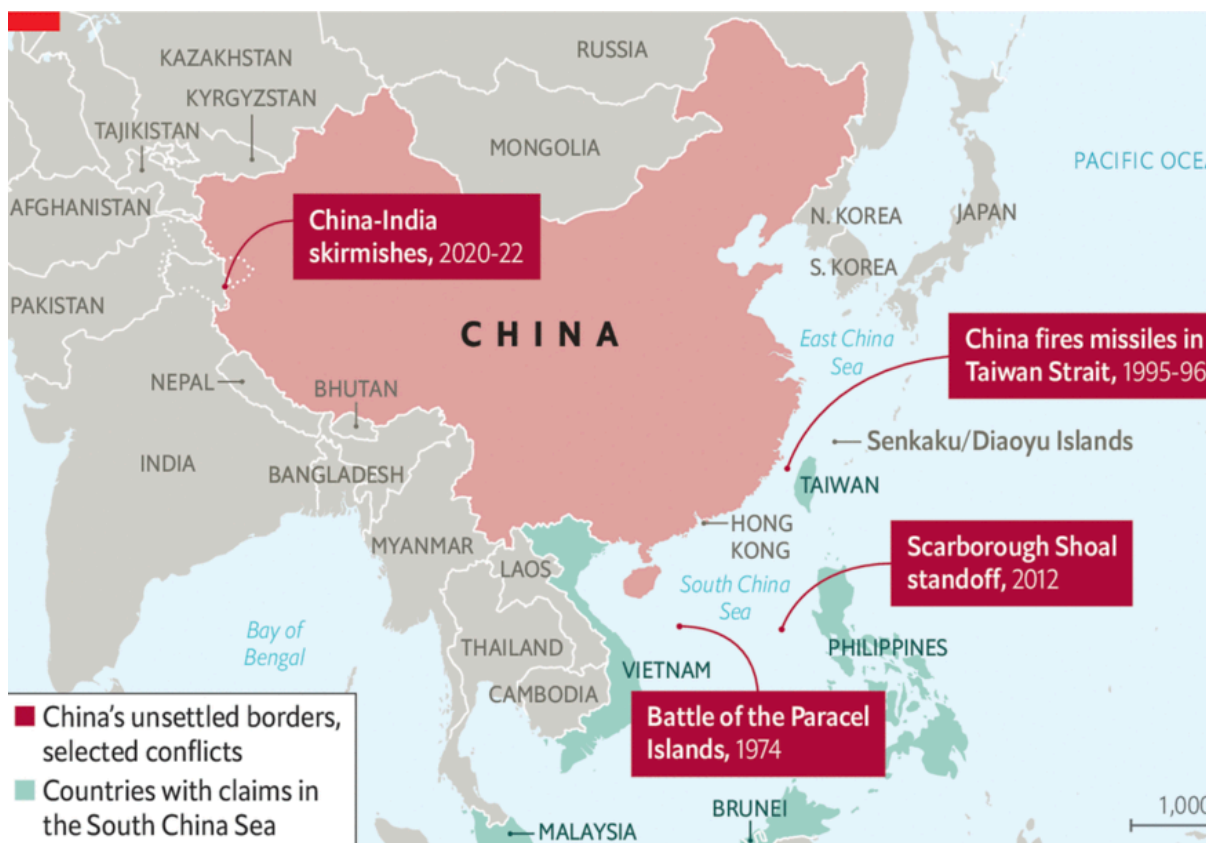 RUSSIA
KAZAKHSTAN
KYRGYZSTAN
TAJIKISTAN
MONGOLIA
PACIFIC OCEA
AFGHANISTAN
China-India
skirmishes, 2020-22
N. KOREA
JAPAN
S. KOREA
PAKISTAN
CHINA
East China
Sea
China fires missiles in
Taiwan Strait, 1995-96
NEPAL
BHUTAN
Senkaku/Diaoyu Islands
INDIA
BANGLADESH
TAIWAN
HONG
KONG
MYANMAR
LAOS
Scarborough Shoal
standoff, 2012
South China
Sea
Bay of
Bengal
THAILAND
VIETNAM
PHILIPPINES
CAMBODIA
Battle of the Paracel
Islands, 1974
China's unsettled borders,
selected conflicts
Countries with claims in
the South China Sea
BRUNEI
MALAYSIA
1,000